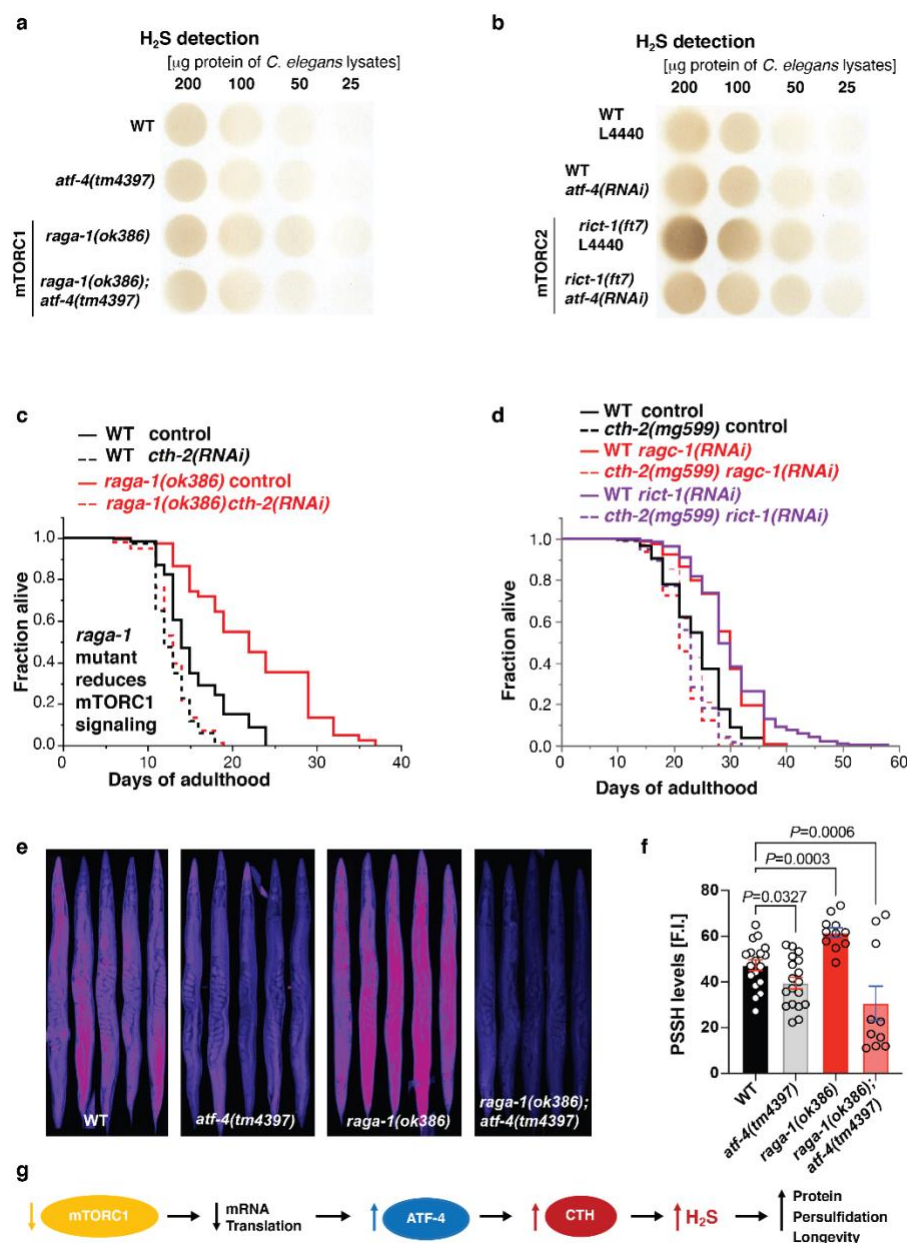 a
H₂S detection
[μg protein of C. elegans lysates]
200 100 50 25
WT
atf-4(tm4397)
mTORC1
raga-1(ok386)
raga-1(ok386);
atf-4(tm4397)
b
H₂S detection
[μg protein of C. elegans lysates]
200 100 50 25
WT
L4440
WT
atf-4(RNAi)
mTORC2
rict-1(ft7)
L4440
rict-1(ft7)
atf-4(RNAi)
c
WT control
WT cth-2(RNAi)
raga-1(ok386) control
raga-1(ok386)cth-2(RNAi)
Fraction alive
1.0
0.8
0.6
0.4
0.2
0.0
raga-1
mutant
reduces
mTORC1
signaling
0 10 20 30 40
Days of adulthood
d
WT control
cth-2(mg599) control
WT ragc-1(RNAi)
cth-2(mg599) ragc-1(RNAi)
WT rict-1(RNAi)
cth-2(mg599) rict-1(RNAi)
Fraction alive
1.0
0.8
0.6
0.4
0.2
0.0
0 10 20 30 40 50 60
Days of adulthood
e
WT
atf-4(tm4397)
raga-1(ok386)
raga-1(ok386);
atf-4(tm4397)
f
P=0.0006
P=0.0003
P=0.0327
PSSH levels [F.I.]
80
60
40
20
0
WT
atf-4(tm4397)
raga-1(ok386)
raga-1(ok386);
atf-4(tm4397)
g
mTORC1
mRNA
Translation
ATF-4
CTH
H₂S
Protein
Persulfidation
Longevity